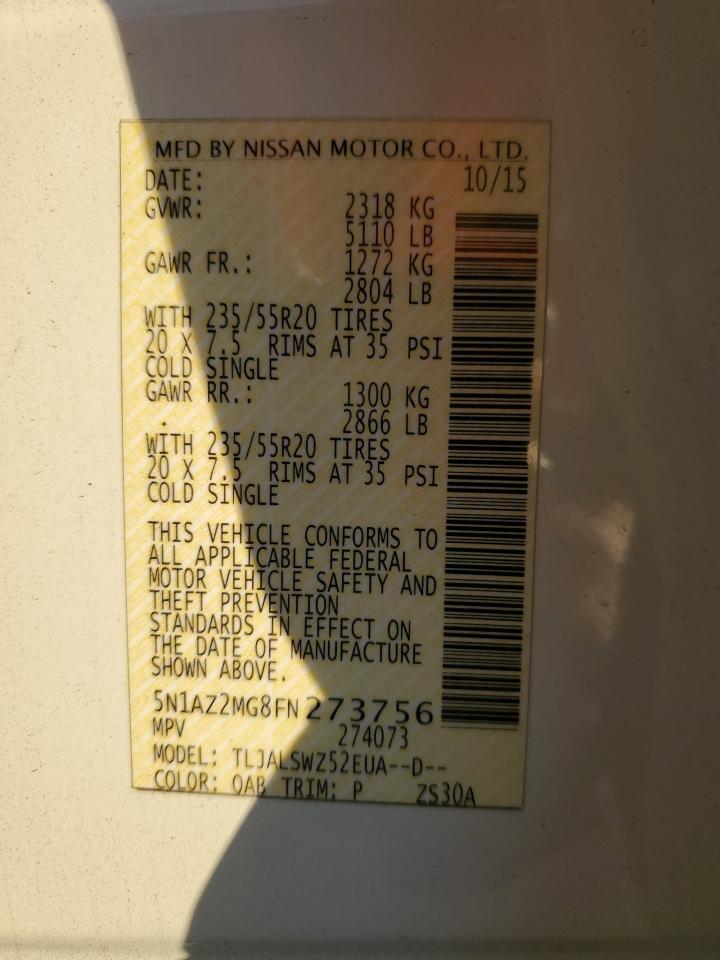 MFD BY NISSAN MOTOR CO., LTD.
DATE: 10/15
GVWR: 2318 KG
5110 LB
GAWR FR.: 1272 KG
2804 LB
WITH 235/55R20 TIRES
20 X 7.5 RIMS AT 35 PSI
COLD SINGLE
GAWR RR.: 1300 KG
2866 LB
WITH 235/55R20 TIRES
20 X 7.5 RIMS AT 35 PSI
COLD SINGLE
THIS VEHICLE CONFORMS TO
ALL APPLICABLE FEDERAL
MOTOR VEHICLE SAFETY AND
THEFT PREVENTION
STANDARDS IN EFFECT ON
THE DATE OF MANUFACTURE
SHOWN ABOVE.
5N1AZ2MG8FN273756
MPV 274073
MODEL: TLJALSWZ52EUA--D--
COLOR: QAB TRIM: P ZS30A